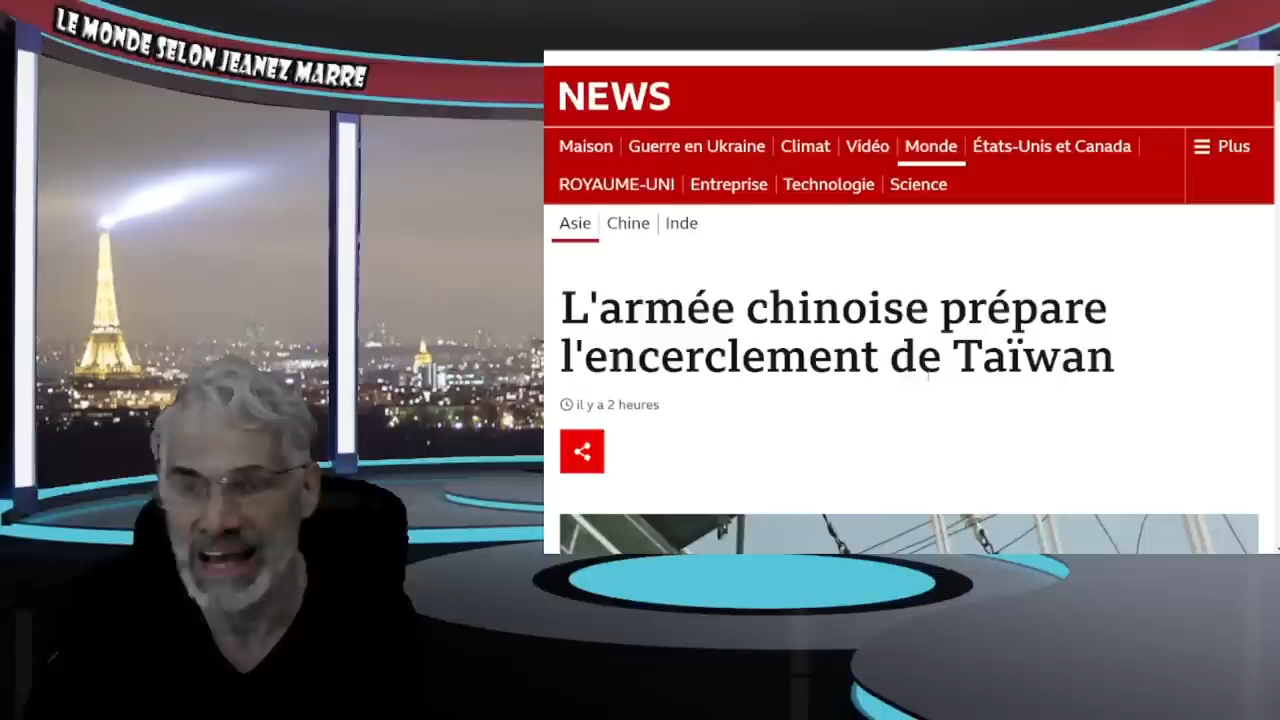 LE MONDE SELON JEANEZ MARRE
NEWS
Maison Guerre en Ukraine Climat Vidéo Monde États-Unis et Canada
Plus
ROYAUME-UNI Entreprise Technologie Science
Asie Chine Inde
L'armée chinoise prépare
l'encerclement de Taïwan
il y a 2 heures